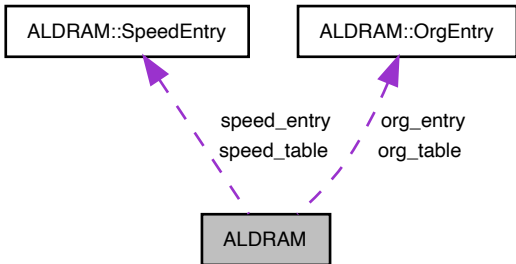 ALDRAM::SpeedEntry
ALDRAM::OrgEntry
speed_entry
speed_table
org_entry
org_table
ALDRAM